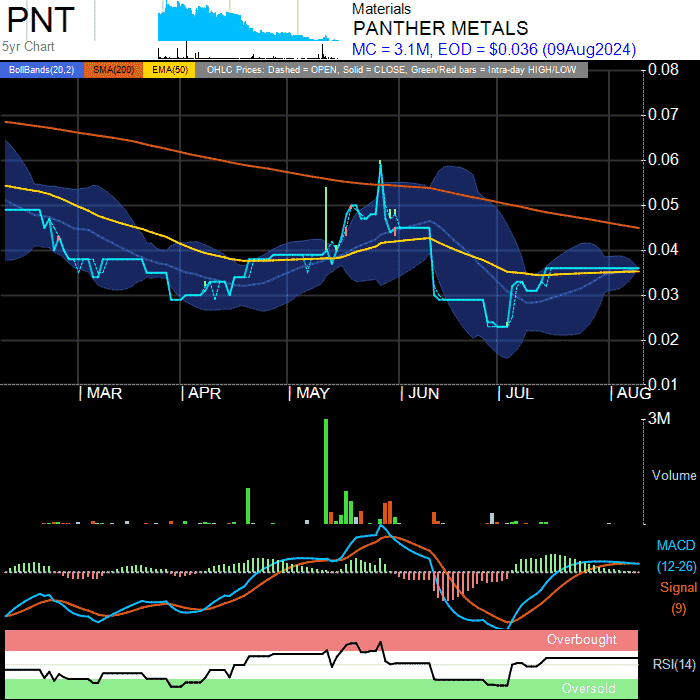 PNT
5yr Chart
Materials
PANTHER METALS
MC = 3.1M, EOD = $0.036 (09Aug2024)
BollBands(20,2) SMA(200) EMA(50) OHLC Prices: Dashed = OPEN, Solid = CLOSE, Green/Red bars = Intra-day HIGH/LOW
0.08
0.07
0.06
0.05
0.04
0.03
0.02
0.01
| MAR | APR | MAY | JUN | JUL | AUG
3M
Volume
MACD
(12-26)
Signal
(9)
Overbought
RSI(14)
Oversold